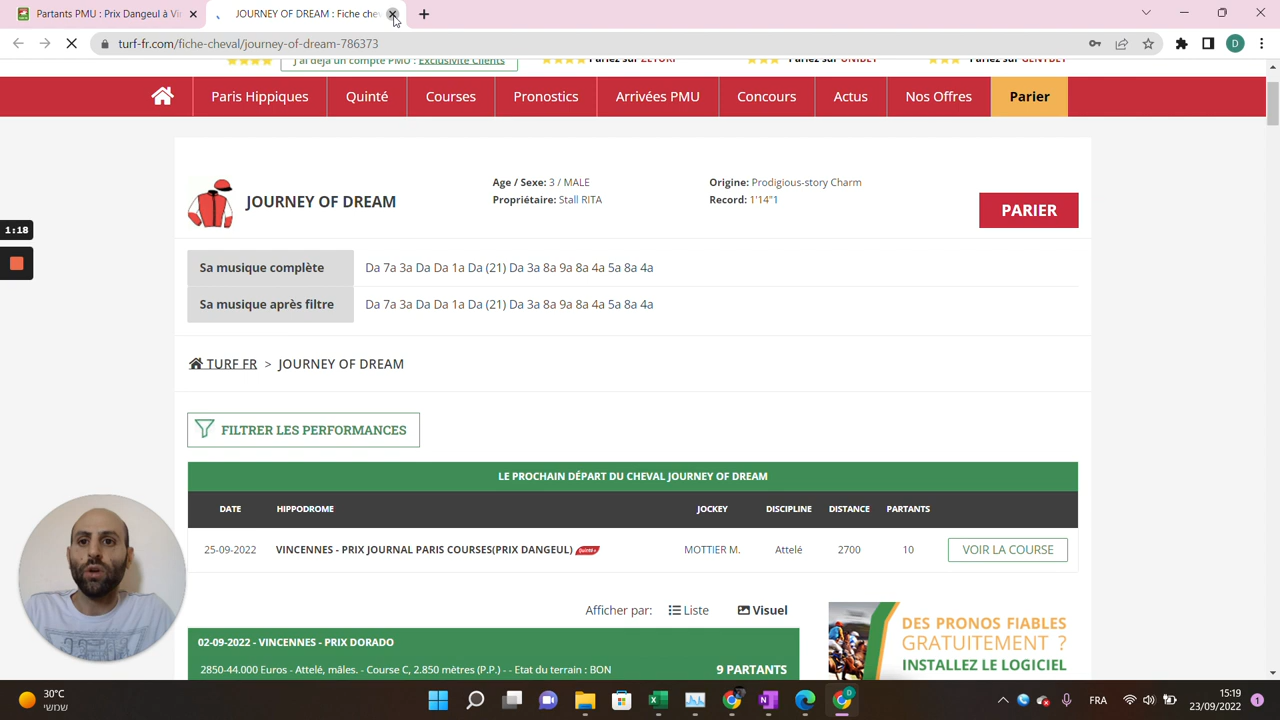 Partants PMU : Prix Dangeul à Vi
JOURNEY OF DREAM : Fiche chev
turf-fr.com/fiche-cheval/journey-of-dream-786373
D
J'ai déjà un compte PMU : Exclusivité Clients
Parlez sur ZETURF
Parlez sur UNIBET
Parlez sur GENYBET
Paris Hippiques
Quinté
Courses
Pronostics
Arrivées PMU
Concours
Actus
Nos Offres
Parier
JOURNEY OF DREAM
Age / Sexe: 3 / MALE
Propriétaire: Stall RITA
Origine: Prodigious-story Charm
Record: 1'14"1
PARIER
1:18
Sa musique complète Da 7a 3a Da Da 1a Da (21) Da 3a 8a 9a 8a 4a 5a 8a 4a
Sa musique après filtre Da 7a 3a Da Da 1a Da (21) Da 3a 8a 9a 8a 4a 5a 8a 4a
TURF FR > JOURNEY OF DREAM
FILTRER LES PERFORMANCES
LE PROCHAIN DÉPART DU CHEVAL JOURNEY OF DREAM
DATE HIPPODROME JOCKEY DISCIPLINE DISTANCE PARTANTS
25-09-2022 VINCENNES - PRIX JOURNAL PARIS COURSES(PRIX DANGEUL) Quinté+ MOTTIER M. Attelé 2700 10 VOIR LA COURSE
Afficher par: Liste Visuel
02-09-2022 - VINCENNES - PRIX DORADO
2850-44.000 Euros - Attelé, mâles. - Course C, 2.850 mètres (P.P.) - - Etat du terrain : BON 9 PARTANTS
DES PRONOS FIABLES
GRATUITEMENT ?
INSTALLEZ LE LOGICIEL
30°C
שמשי
FRA
15:19
23/09/2022
1